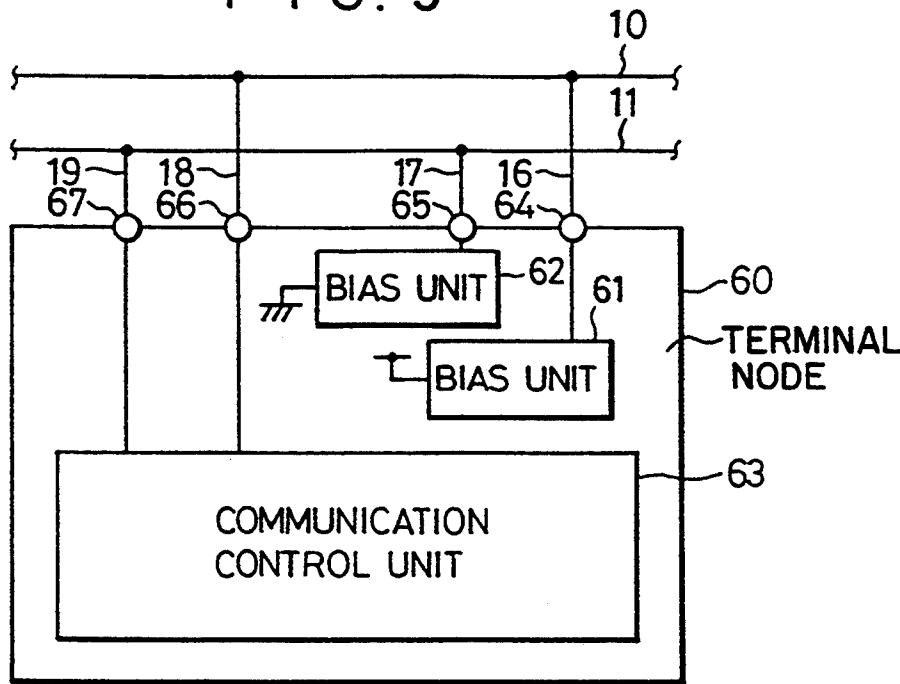 10
11
19 18 17 16
67 66 65 64
62
BIAS UNIT
61
60
BIAS UNIT
TERMINAL
NODE
63
COMMUNICATION
CONTROL UNIT